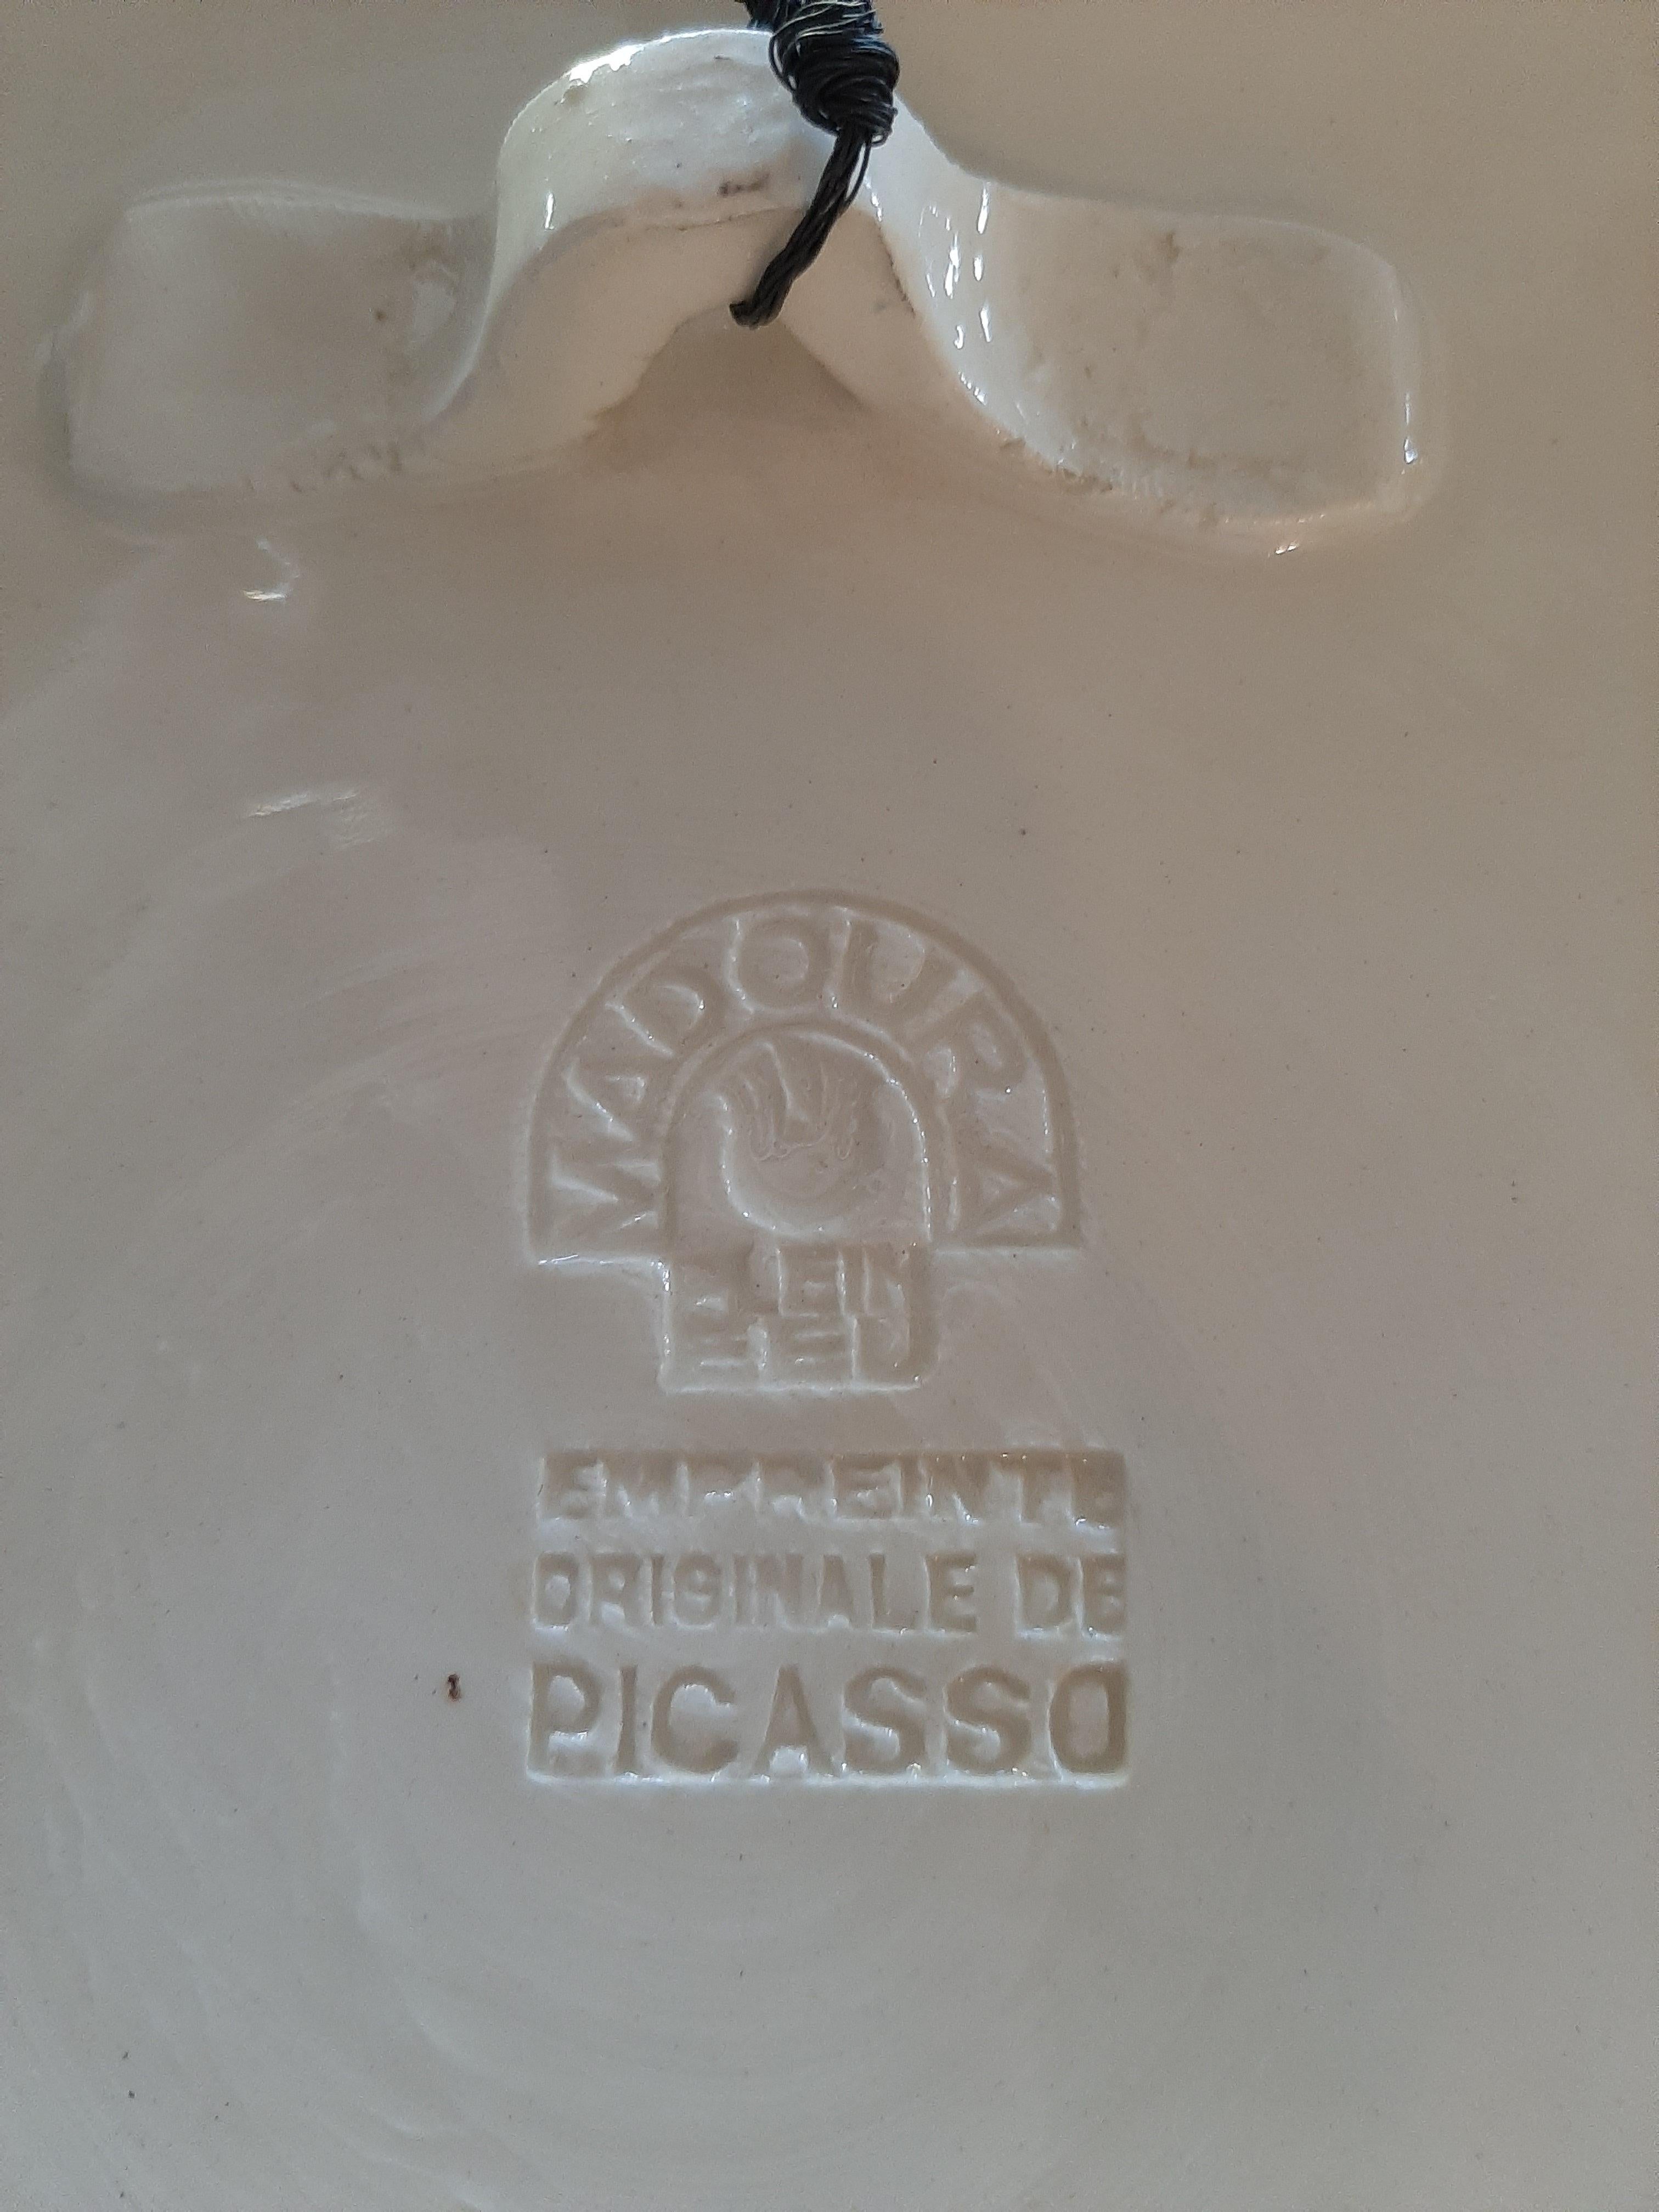 MADOURA
PLEIN
FEU
EMPREINTE
ORIGINALE DE
PICASSO